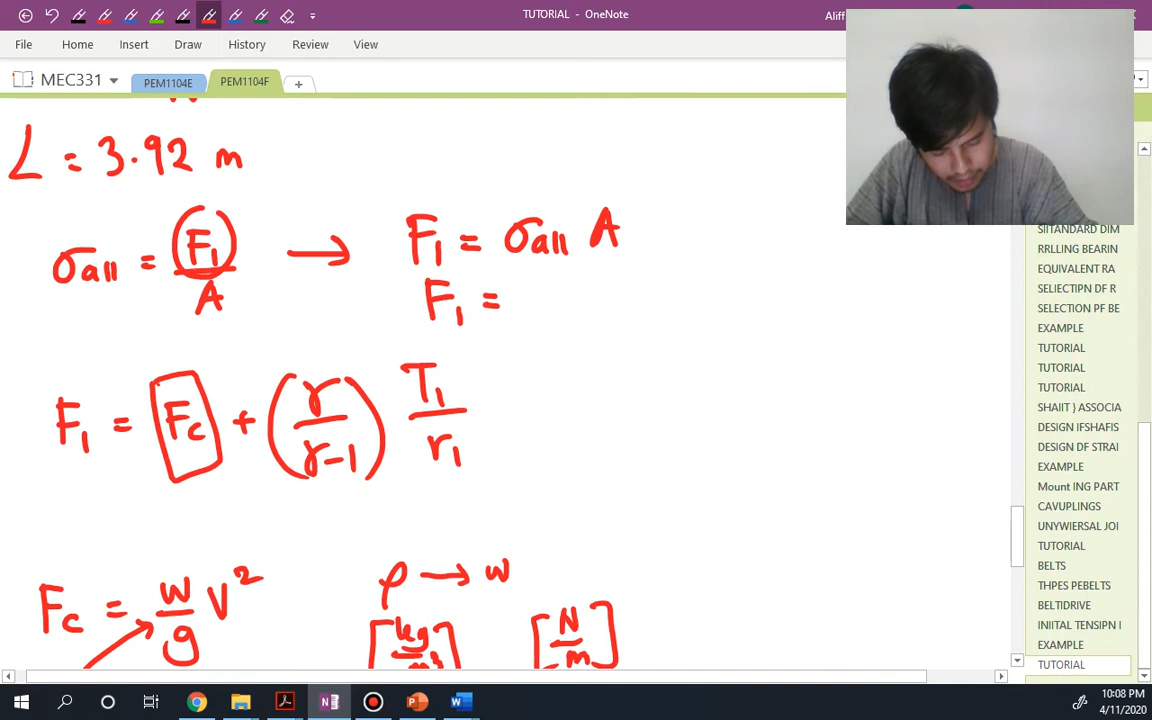 TUTORIAL - OneNote
Aliff
File Home Insert Draw History Review View
MEC331
PEM1104E
PEM1104F
L = 3.92 m
σall = F1 / A → F1 = σall A
F1 =
F1 = Fc + (γ / γ-1) T1 / r1
Fc = w / g V²
ρ → w
[kg / m³] [N / m]
SIITANDARD DIM
RRLLING BEARIN
EQUIVALENT RA
SELIECTIPN DF R
SELECTION PF BE
EXAMPLE
TUTORIAL
TUTORIAL
TUTORIAL
SHAIIT } ASSOCIA
DESIGN IFSHAFIS
DESIGN DF STRAI
EXAMPLE
Mount ING PART
CAVUPLINGS
UNYWIERSAL JOI
TUTORIAL
BELTS
THPES PEBELTS
BELTIDRIVE
INIITAL TENSIPN I
EXAMPLE
TUTORIAL
10:08 PM
4/11/2020